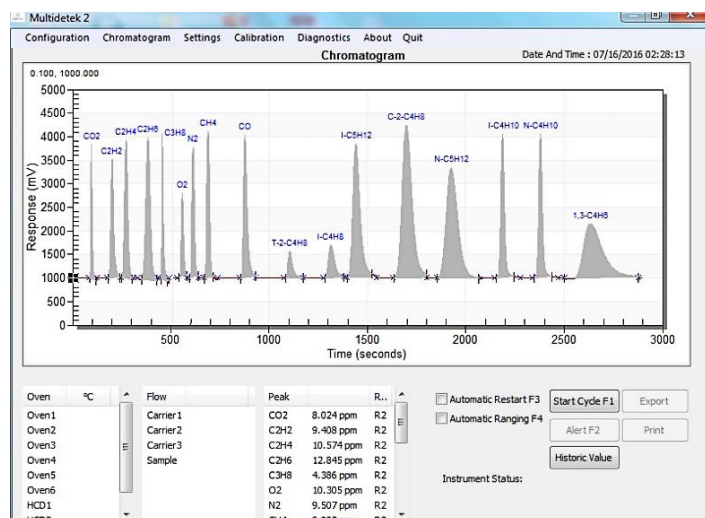 Multidetek 2
Configuration Chromatogram Settings Calibration Diagnostics About Quit
Chromatogram
Date And Time : 07/16/2016 02:28:13
0.100, 1000.000
Response (mV)
5000
4500
4000
3500
3000
2500
2000
1500
1000
500
0
CO2
C2H2
C2H4
C2H6
C3H8
O2
N2
CH4
CO
T-2-C4H8
I-C4H8
I-C5H12
C-2-C4H8
N-C5H12
I-C4H10
N-C4H10
1,3-C4H6
500 1000 1500 2000 2500 3000
Time (seconds)
Oven ºC
Oven1
Oven2
Oven3
Oven4
Oven5
Oven6
HCD1
Flow
Carrier1
Carrier2
Carrier3
Sample
Peak R..
CO2 8.024 ppm R2
C2H2 9.408 ppm R2
C2H4 10.574 ppm R2
C2H6 12.845 ppm R2
C3H8 4.386 ppm R2
O2 10.305 ppm R2
N2 9.507 ppm R2
Automatic Restart F3
Automatic Ranging F4
Start Cycle F1
Export
Alert F2
Print
Historic Value
Instrument Status: